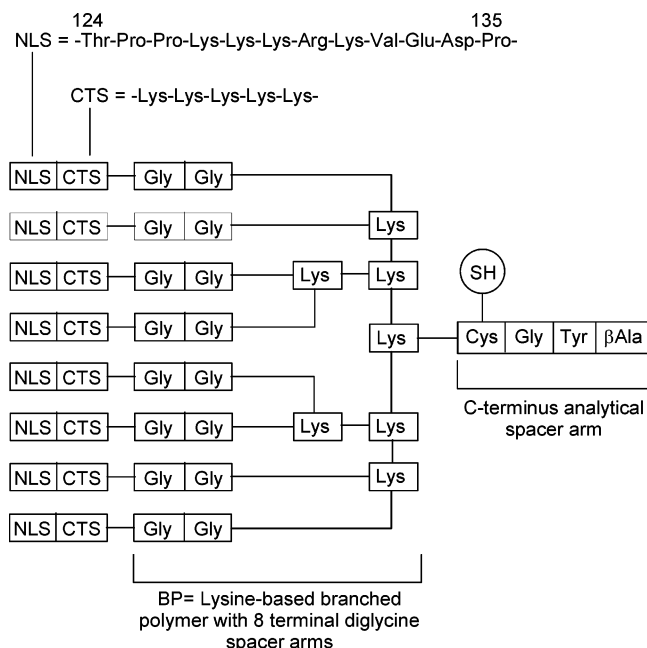 124 135
NLS = -Thr-Pro-Pro-Lys-Lys-Lys-Arg-Lys-Val-Glu-Asp-Pro-
CTS = -Lys-Lys-Lys-Lys-Lys-
NLS CTS Gly Gly
NLS CTS Gly Gly Lys
NLS CTS Gly Gly Lys Lys SH
NLS CTS Gly Gly
Lys Cys Gly Tyr βAla
NLS CTS Gly Gly
C-terminus analytical
spacer arm
NLS CTS Gly Gly Lys Lys
NLS CTS Gly Gly Lys
NLS CTS Gly Gly
BP= Lysine-based branched
polymer with 8 terminal diglycine
spacer arms